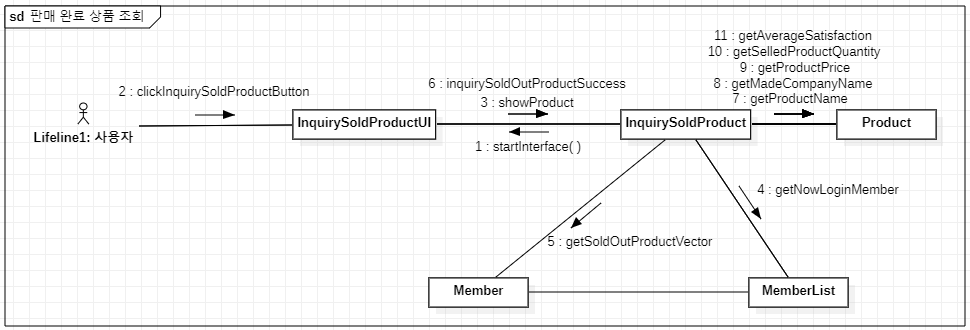 sd 판매 완료 상품 조회
11 : getAverageSatisfaction
10 : getSelledProductQuantity
9 : getProductPrice
8 : getMadeCompanyName
7 : getProductName
2 : clickInquirySoldProductButton
6 : inquirySoldOutProductSuccess
3 : showProduct
Lifeline1: 사용자
InquirySoldProductUI
InquirySoldProduct
Product
1 : startInterface( )
4 : getNowLoginMember
5 : getSoldOutProductVector
Member
MemberList